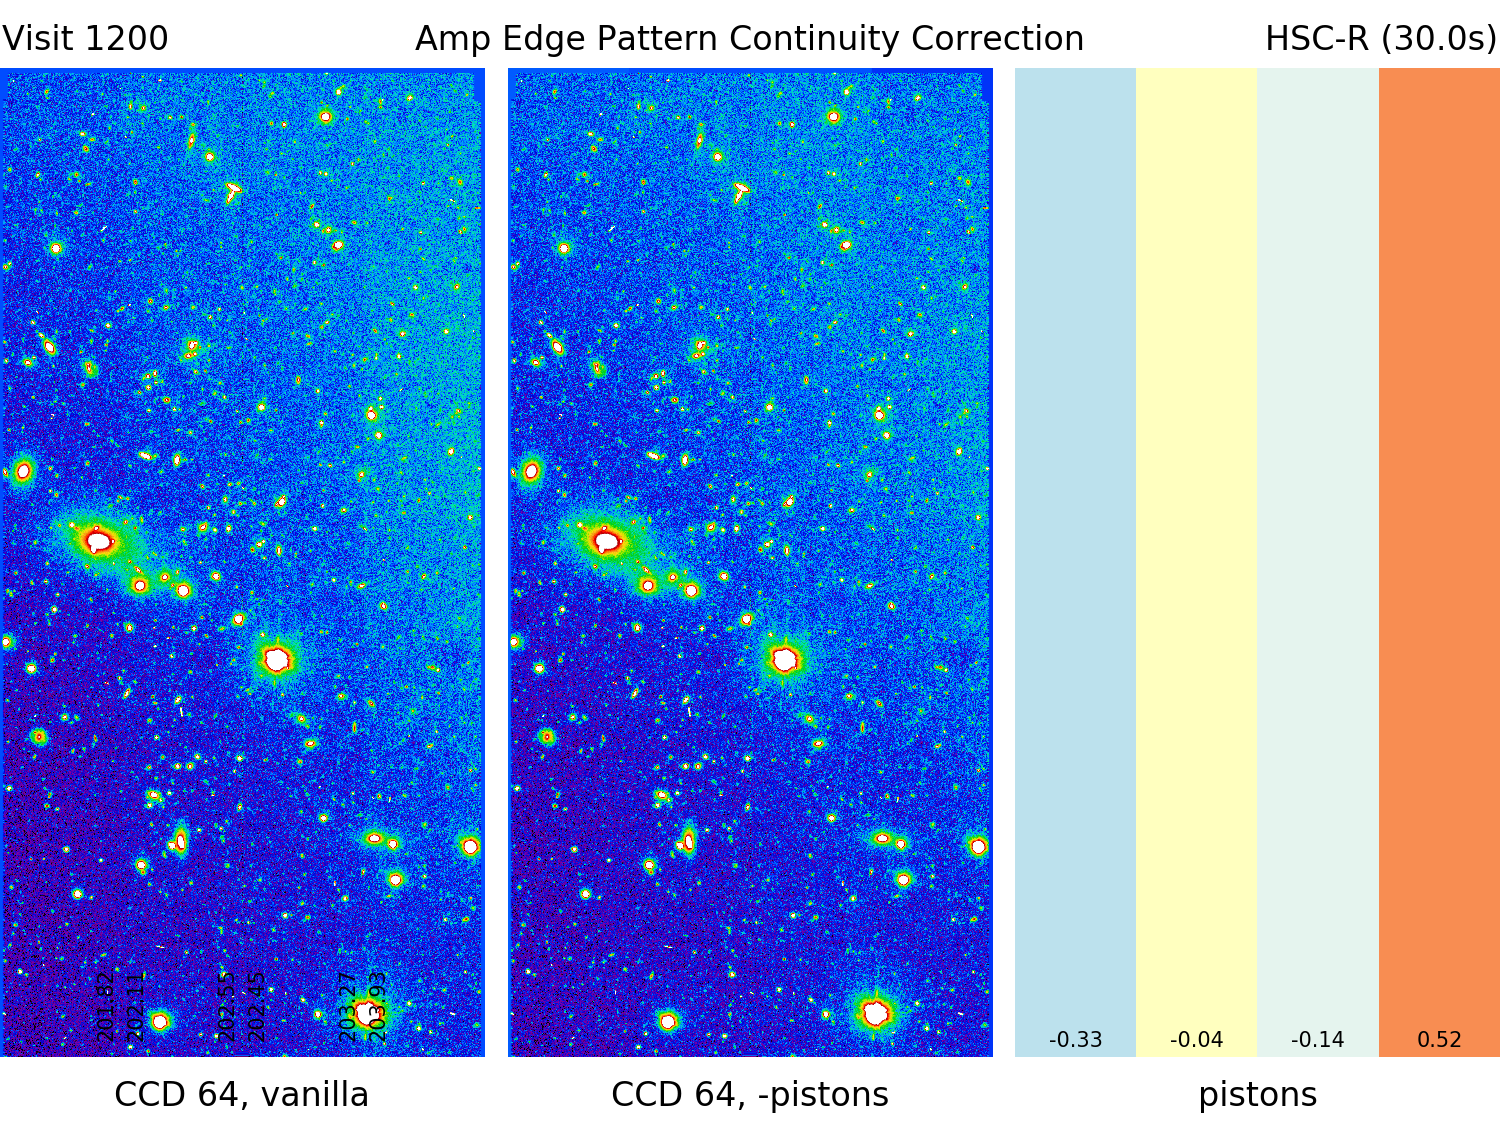 Visit 1200
Amp Edge Pattern Continuity Correction
HSC-R (30.0s)
201.82
202.11
202.55
202.45
203.27
203.93
-0.33
-0.04
-0.14
0.52
CCD 64, vanilla
CCD 64, -pistons
pistons